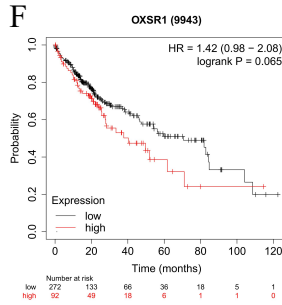 F
OXSR1 (9943)
HR = 1.42 (0.98 − 2.08)
logrank P = 0.065
Probability
1.0
0.8
0.6
0.4
0.2
0.0
Expression
low
high
0 20 40 60 80 100 120
Time (months)
Number at risk
low 272 133 66 36 18 5 1
high 92 49 18 6 1 1 0